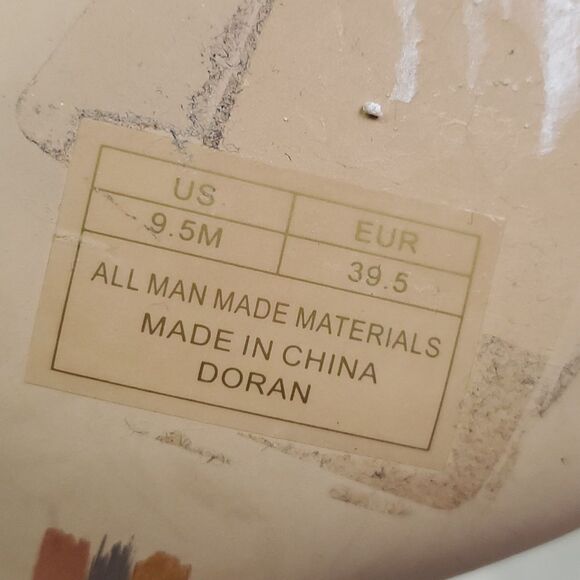 US EUR
9.5M 39.5
ALL MAN MADE MATERIALS
MADE IN CHINA
DORAN